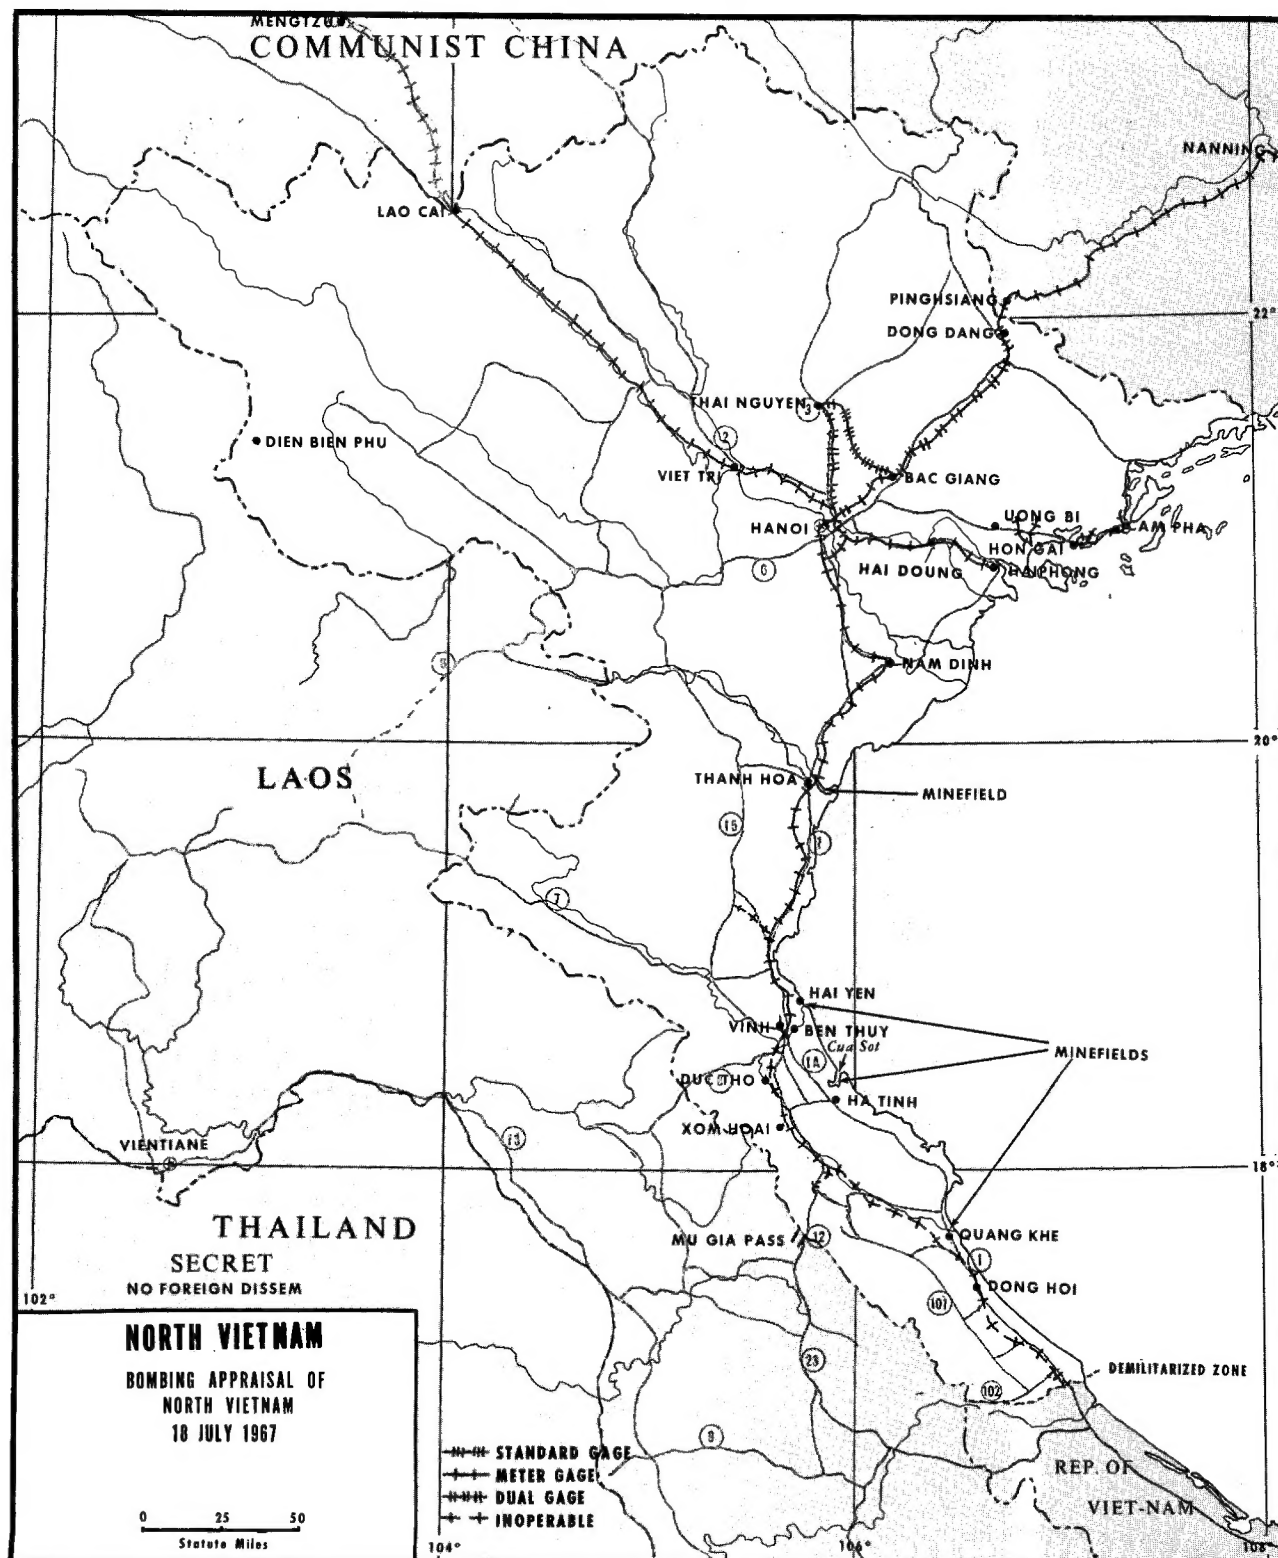 MENGTZU
COMMUNIST CHINA
NANNING
LAO CAI
PINGHSIANG
DONG DANG
22°
THAI NGUYEN
3
DIEN BIEN PHU
2
VIET TRI
BAC GIANG
HANOI
UONG BI
CAM PHA
HON GAI
HAI DOUNG
HAIPHONG
6
NAM DINH
20°
LAOS
THANH HOA
MINEFIELD
15
1
7
HAI YEN
VINH
BEN THUY
Cua Sot
1A
MINEFIELDS
DUC THO
8
HA TINH
XOM HOAI
13
VIENTIANE
18°
THAILAND
MU GIA PASS
12
QUANG KHE
1
SECRET
NO FOREIGN DISSEM
DONG HOI
102°
101
NORTH VIETNAM
BOMBING APPRAISAL OF
NORTH VIETNAM
18 JULY 1967
23
DEMILITARIZED ZONE
102
9
STANDARD GAGE
METER GAGE
DUAL GAGE
INOPERABLE
REP. OF
VIET-NAM
0 25 50
Statute Miles
104°
106°
108°